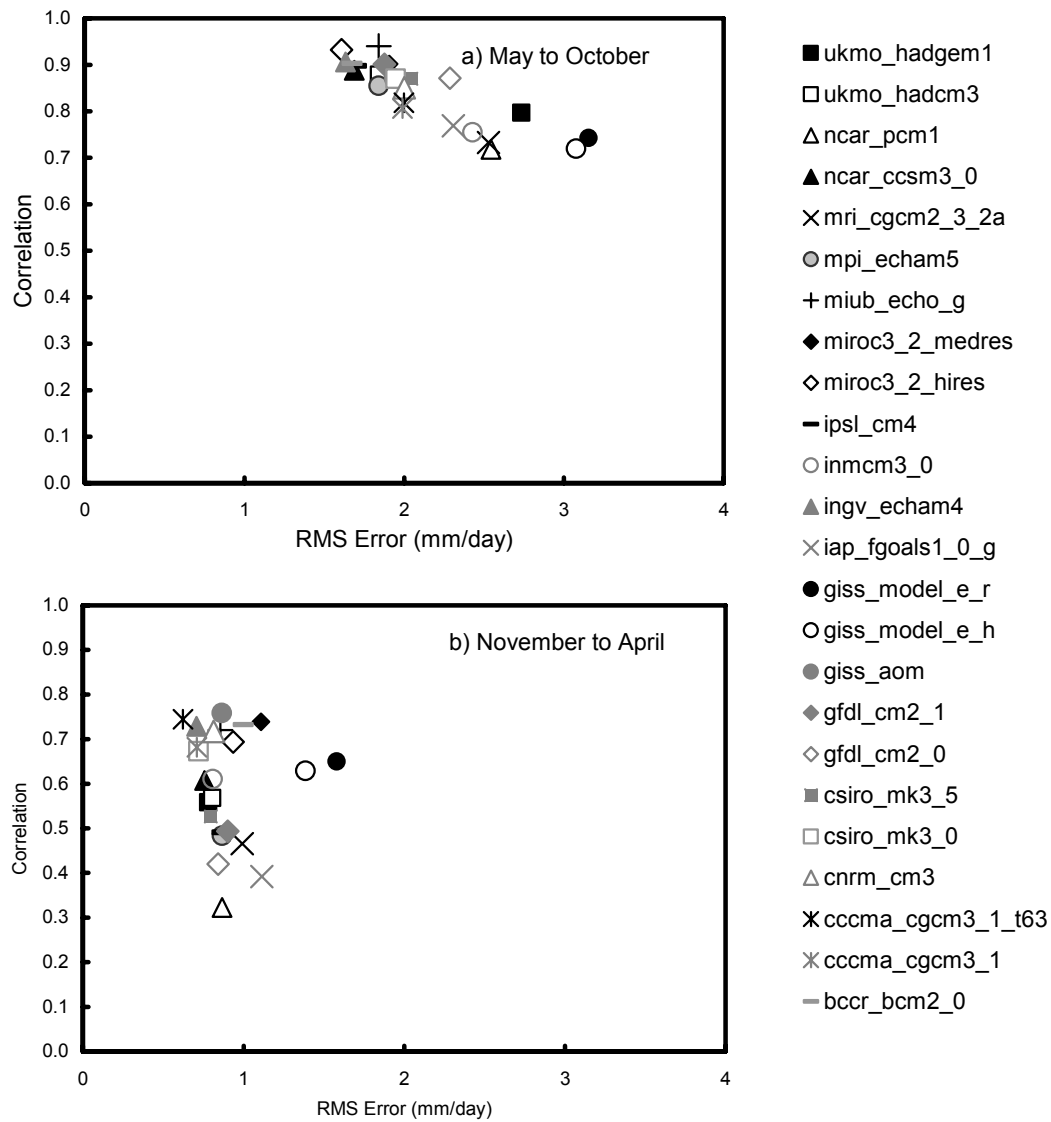 a) May to October
Correlation
1.0
0.9
0.8
0.7
0.6
0.5
0.4
0.3
0.2
0.1
0.0
0 1 2 3 4
RMS Error (mm/day)
b) November to April
Correlation
1.0
0.9
0.8
0.7
0.6
0.5
0.4
0.3
0.2
0.1
0.0
0 1 2 3 4
RMS Error (mm/day)
ukmo_hadgem1
ukmo_hadcm3
ncar_pcm1
ncar_ccsm3_0
mri_cgcm2_3_2a
mpi_echam5
miub_echo_g
miroc3_2_medres
miroc3_2_hires
ipsl_cm4
inmcm3_0
ingv_echam4
iap_fgoals1_0_g
giss_model_e_r
giss_model_e_h
giss_aom
gfdl_cm2_1
gfdl_cm2_0
csiro_mk3_5
csiro_mk3_0
cnrm_cm3
cccma_cgcm3_1_t63
cccma_cgcm3_1
bccr_bcm2_0